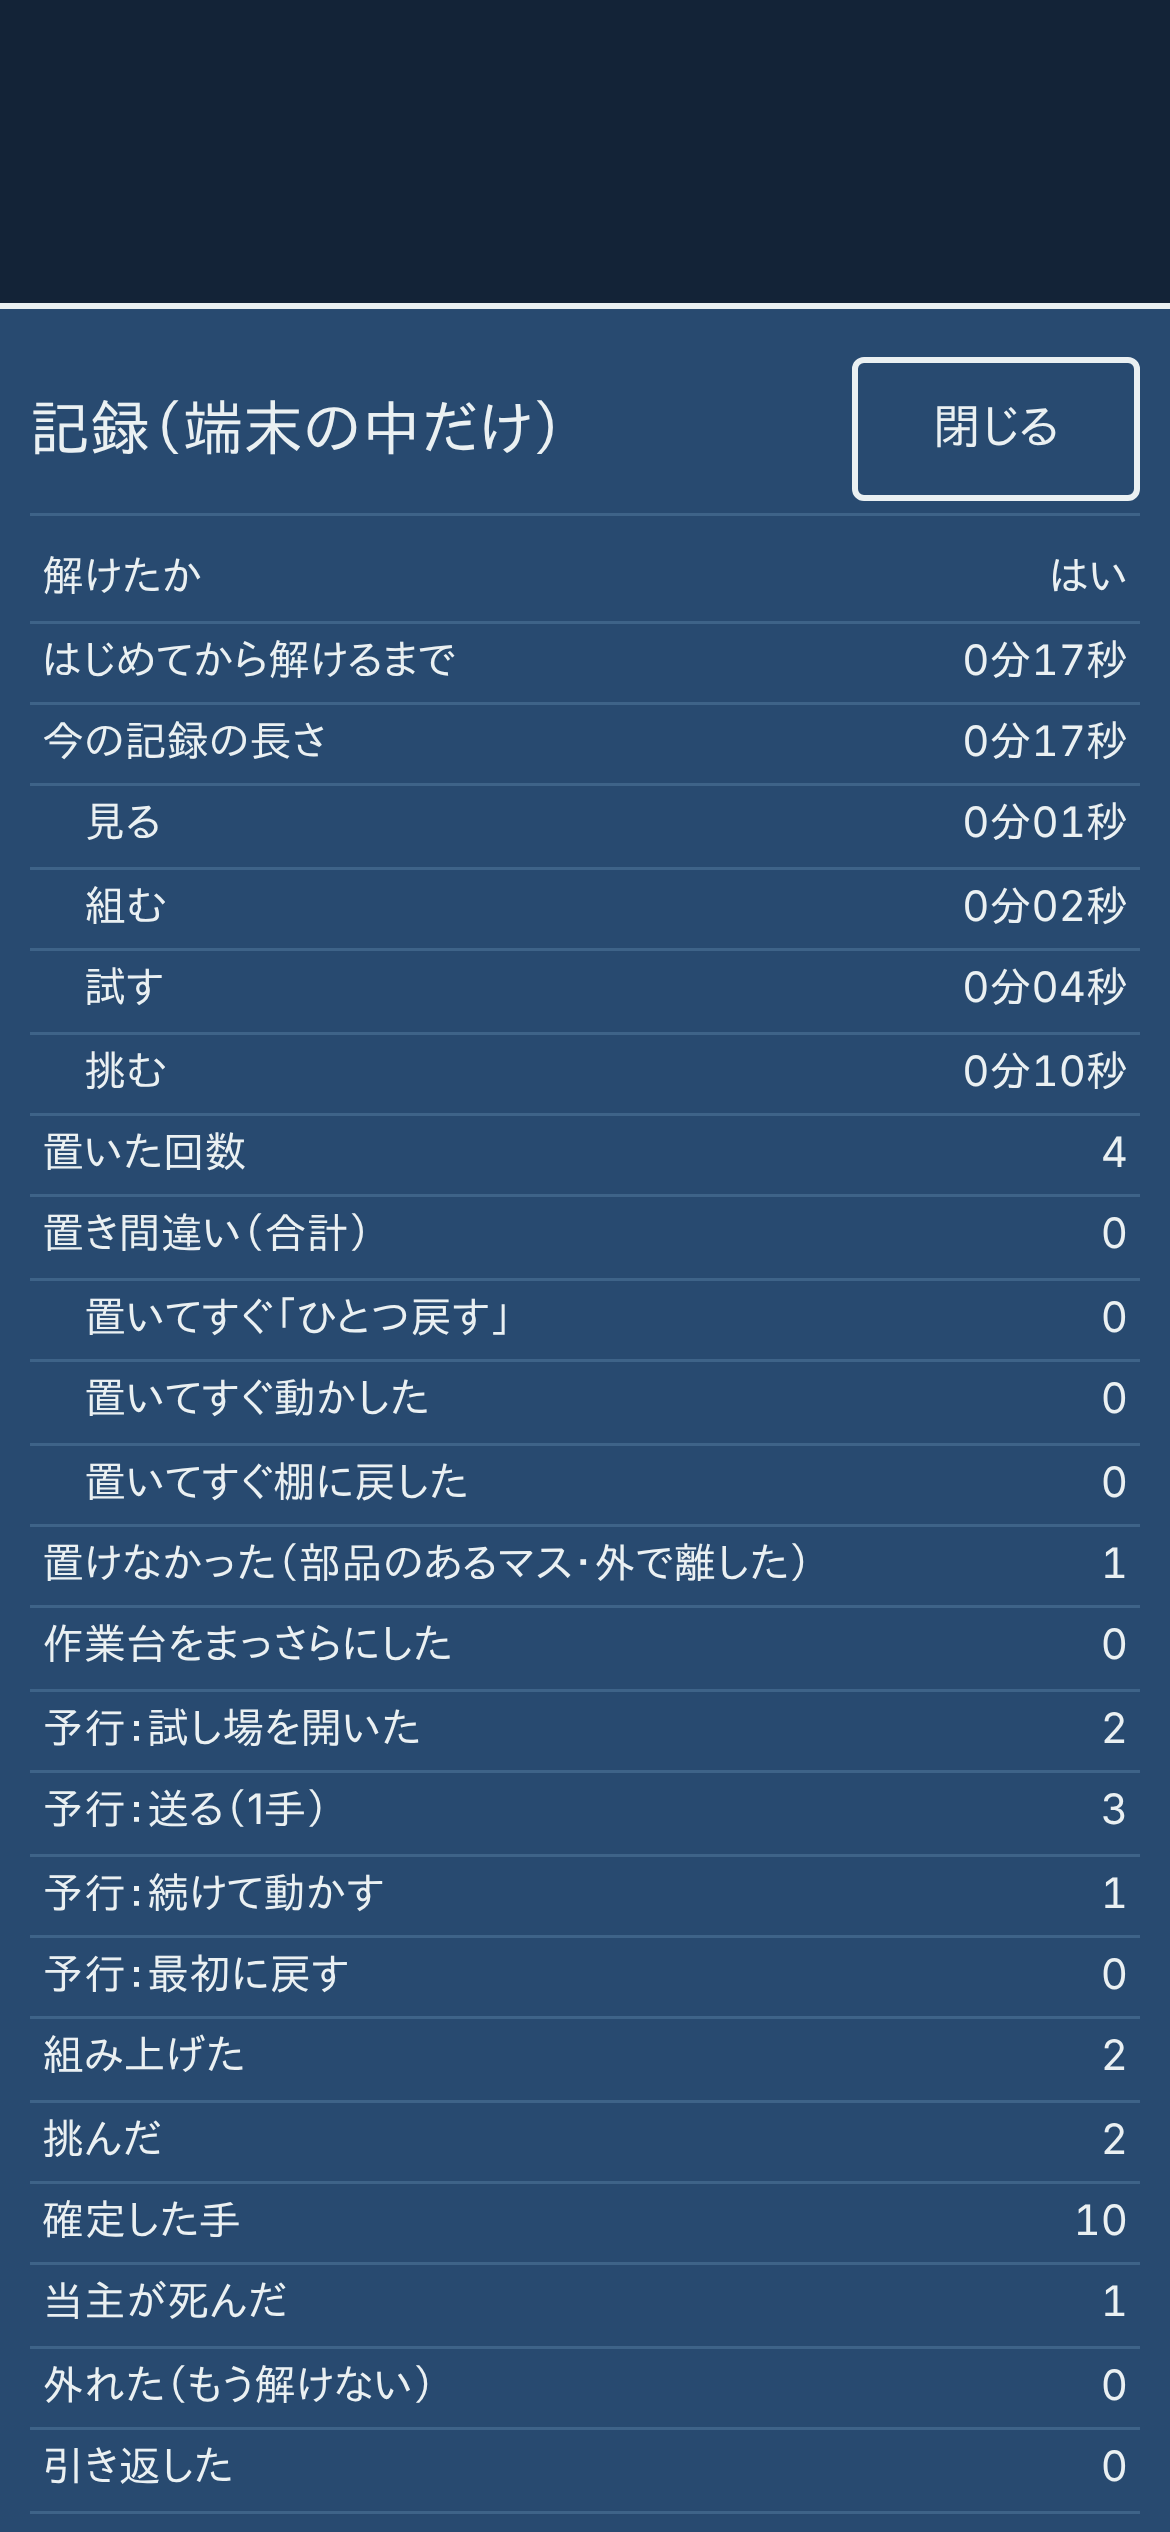 記録（端末の中だけ）
閉じる
解けたか はい
はじめてから解けるまで 0分17秒
今の記録の長さ 0分17秒
見る 0分01秒
組む 0分02秒
試す 0分04秒
挑む 0分10秒
置いた回数 4
置き間違い（合計） 0
置いてすぐ「ひとつ戻す」 0
置いてすぐ動かした 0
置いてすぐ棚に戻した 0
置けなかった（部品のあるマス・外で離した） 1
作業台をまっさらにした 0
予行：試し場を開いた 2
予行：送る（1手） 3
予行：続けて動かす 1
予行：最初に戻す 0
組み上げた 2
挑んだ 2
確定した手 10
当主が死んだ 1
外れた（もう解けない） 0
引き返した 0